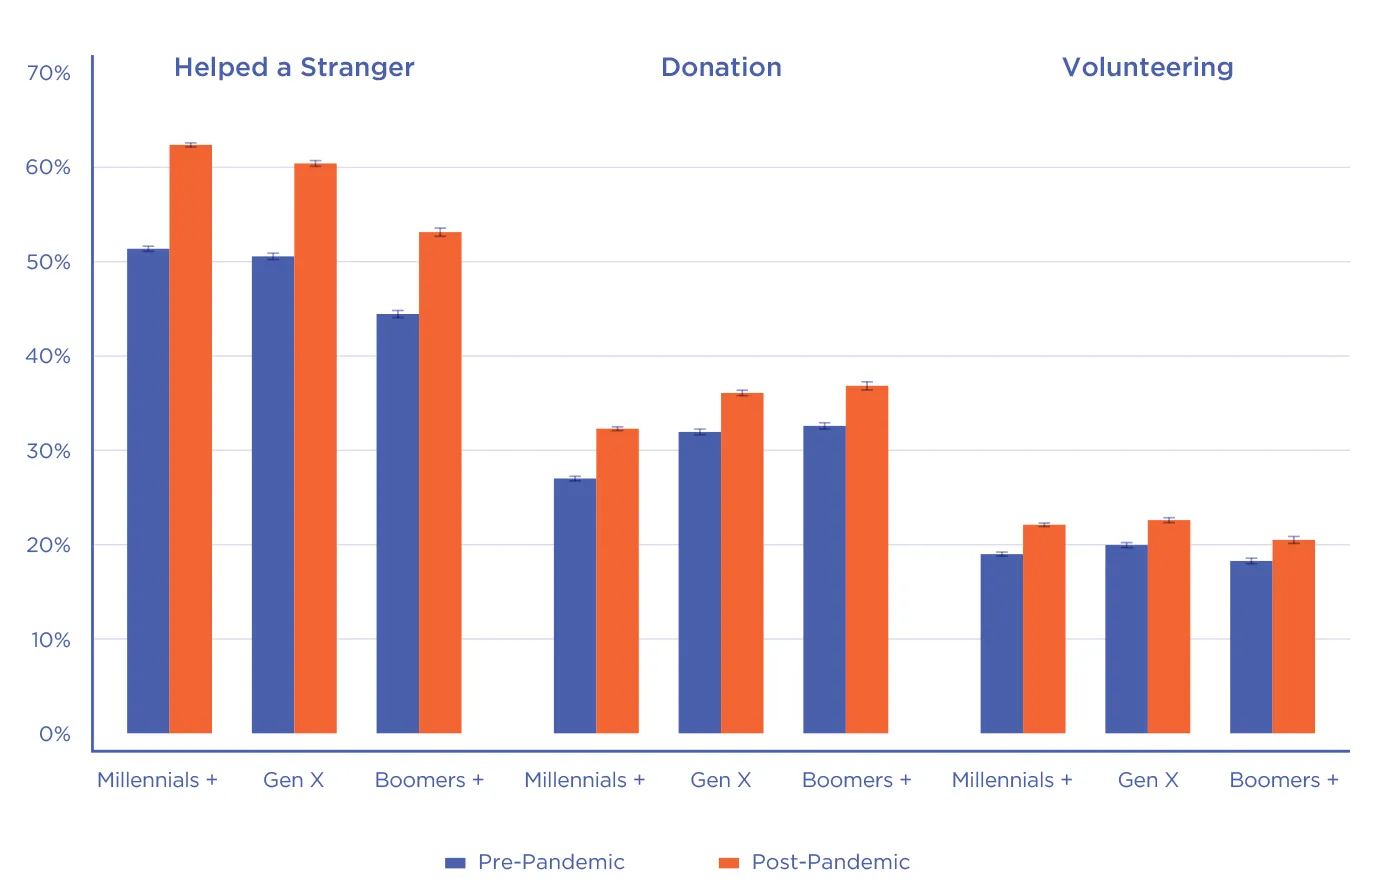 Helped a Stranger
Donation
Volunteering
70%
60%
50%
40%
30%
20%
10%
0%
Millennials + Gen X Boomers + Millennials + Gen X Boomers + Millennials + Gen X Boomers +
Pre-Pandemic Post-Pandemic